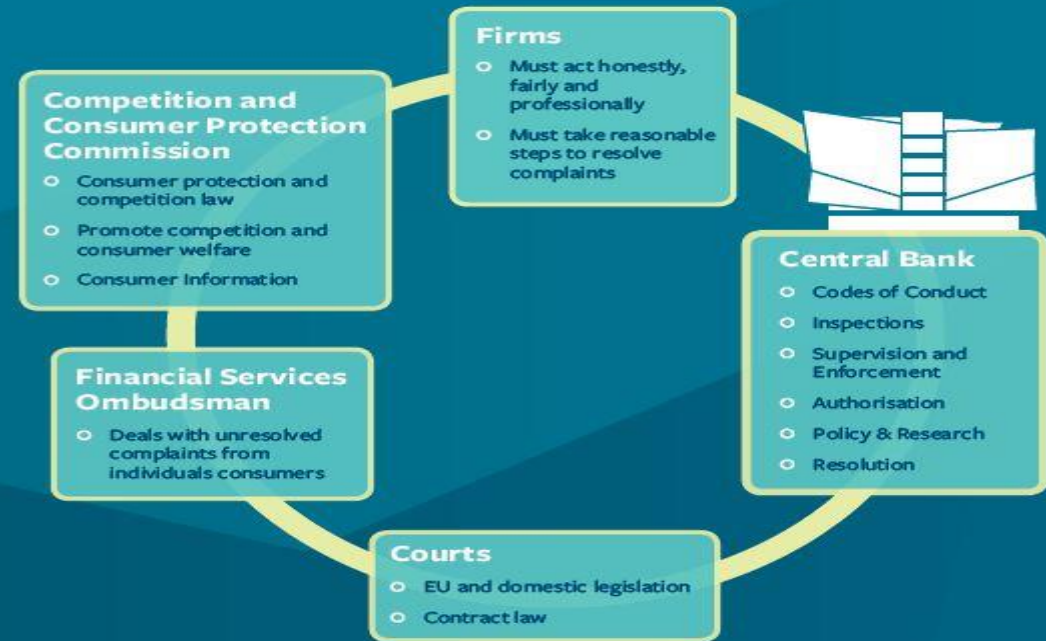 Firms
Must act honestly,
fairly and
professionally
Must take reasonable
steps to resolve
complaints
Competition and
Consumer Protection
Commission
Consumer protection and
competition law
Promote competition and
consumer welfare
Consumer Information
Central Bank
Codes of Conduct
Inspections
Supervision and
Enforcement
Authorisation
Policy & Research
Resolution
Financial Services
Ombudsman
Deals with unresolved
complaints from
individuals consumers
Courts
EU and domestic legislation
Contract law